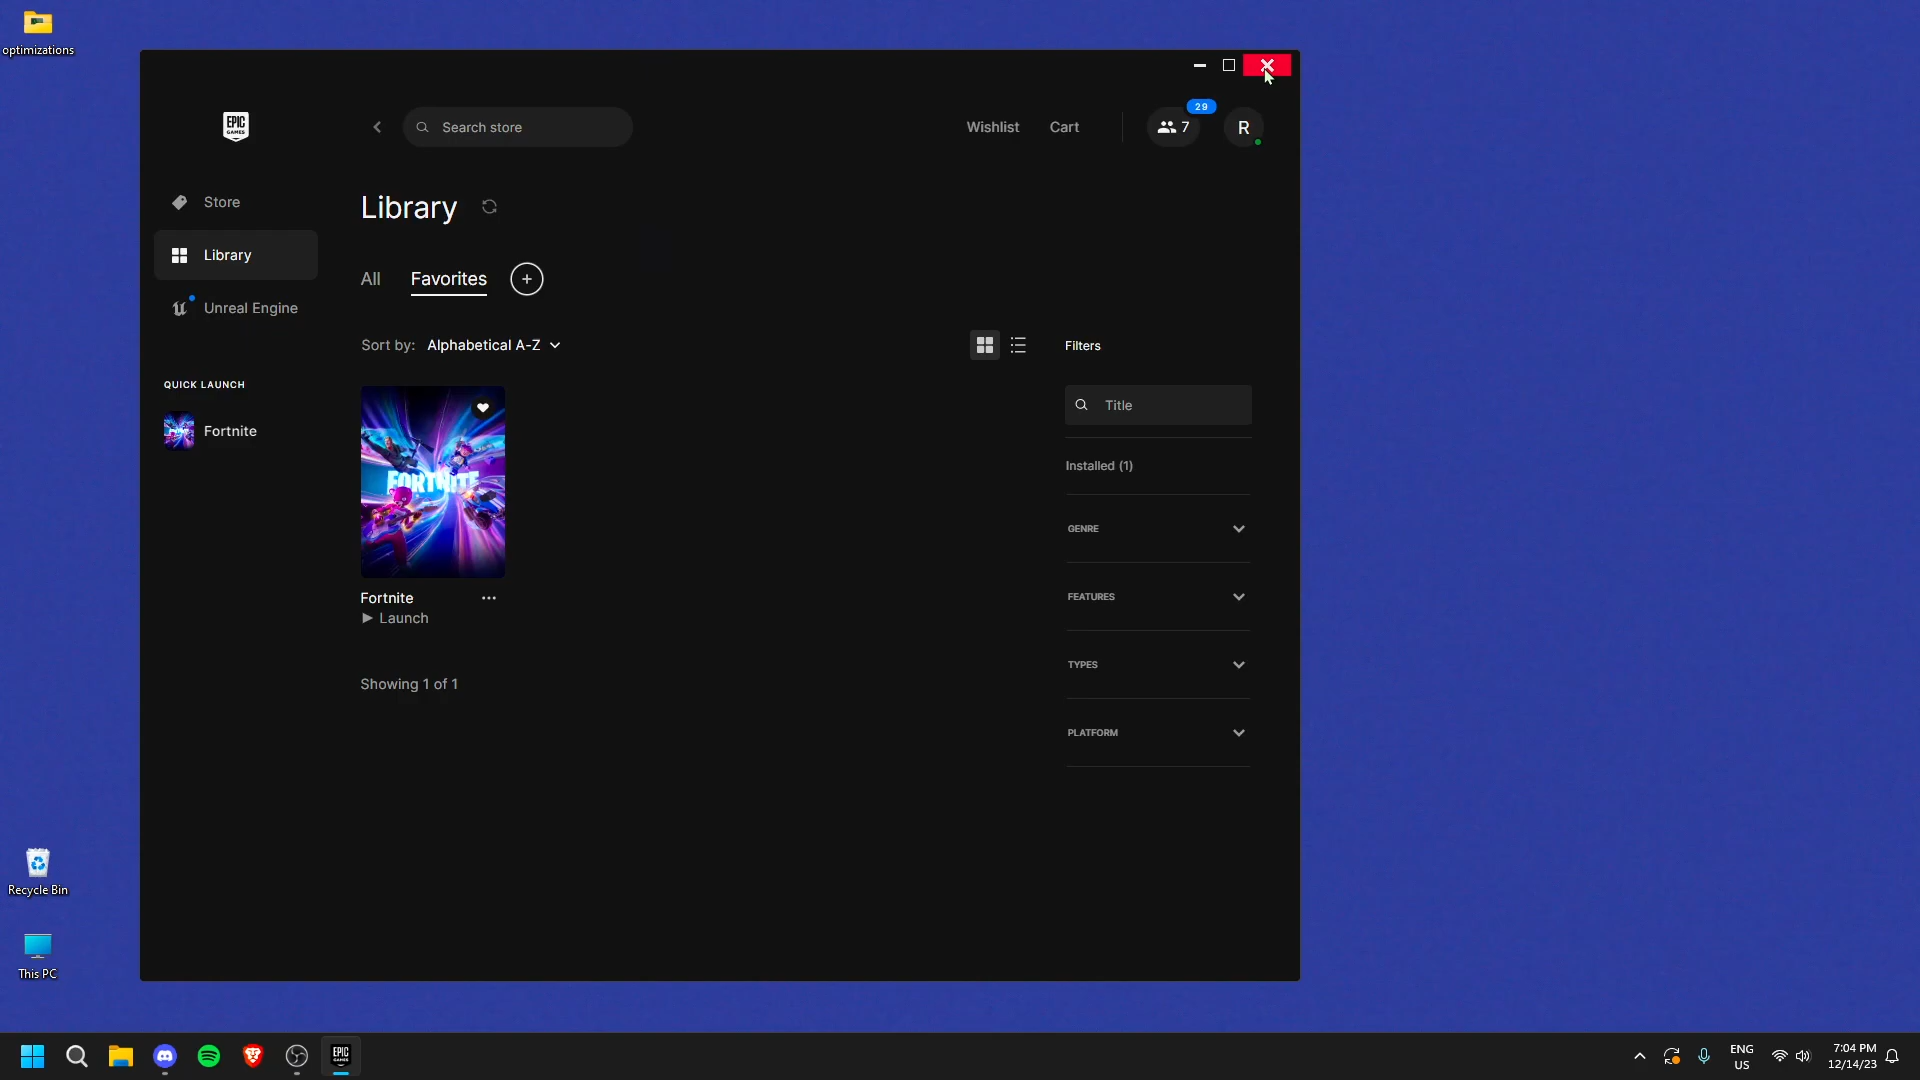 optimizations
EPIC
GAMES
Search store
Wishlist
Cart
7
29
R
Store
Library
Unreal Engine
QUICK LAUNCH
Fortnite
Library
All
Favorites
Sort by: Alphabetical A-Z
FORTNITE
Fortnite
Launch
Showing 1 of 1
Filters
Title
Installed (1)
GENRE
FEATURES
TYPES
PLATFORM
Recycle Bin
This PC
EPIC
GAMES
ENG
US
7:04 PM
12/14/23